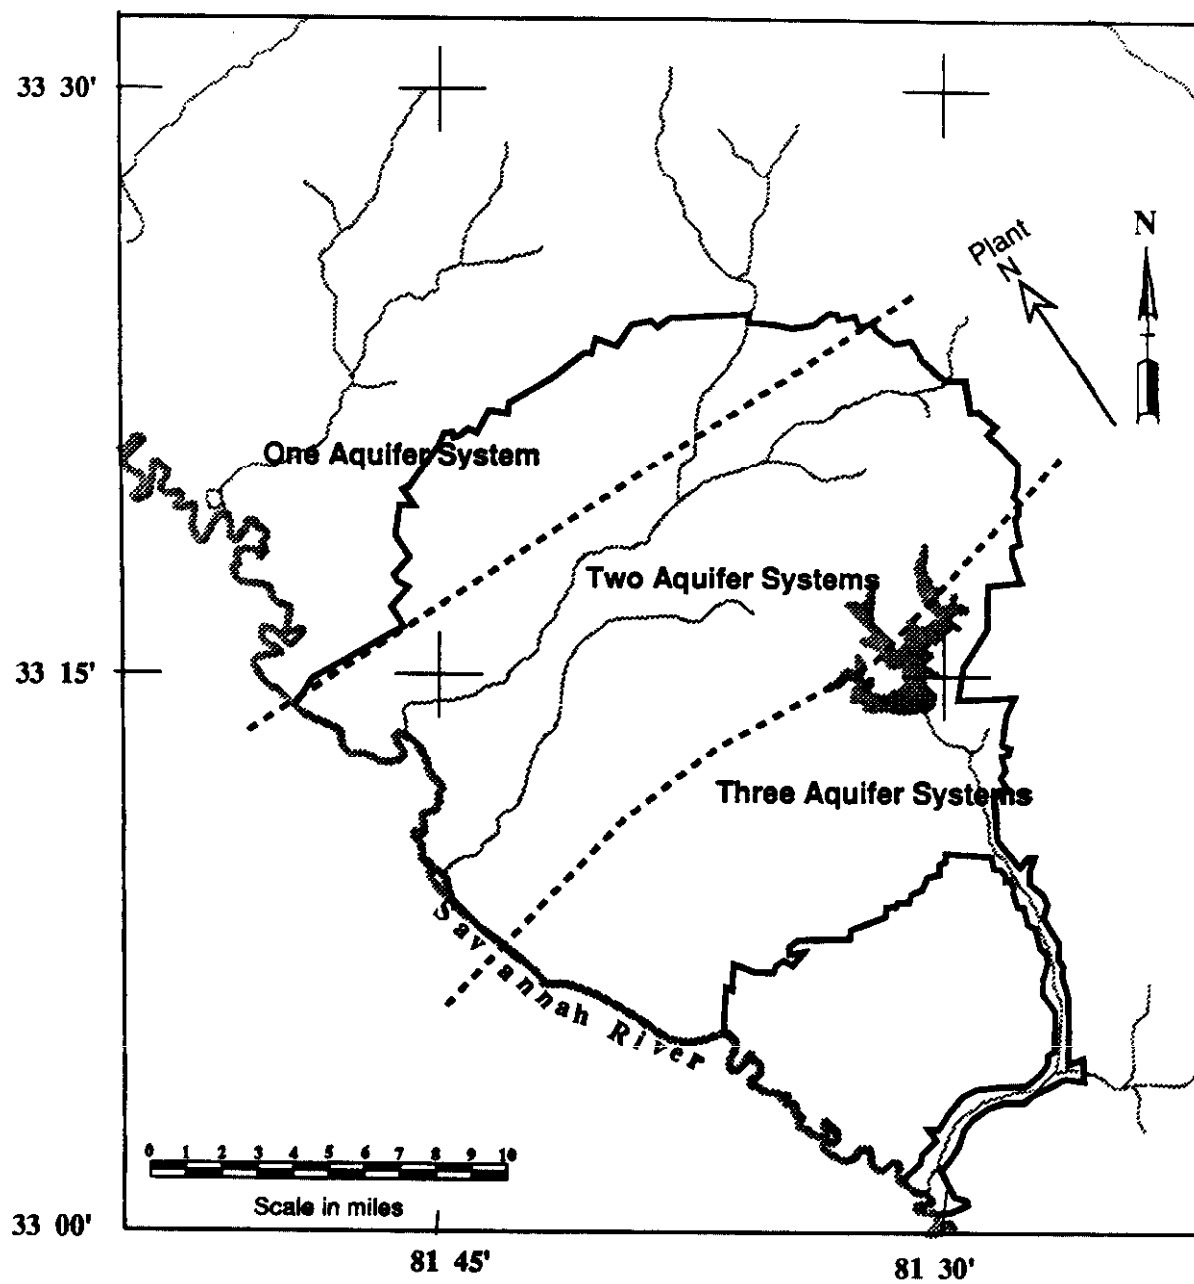 33 30'
N
Plant
N
One Aquifer System
Two Aquifer Systems
33 15'
Three Aquifer Systems
Savannah River
0 1 2 3 4 5 6 7 8 9 10
Scale in miles
33 00'
81 45'
81 30'